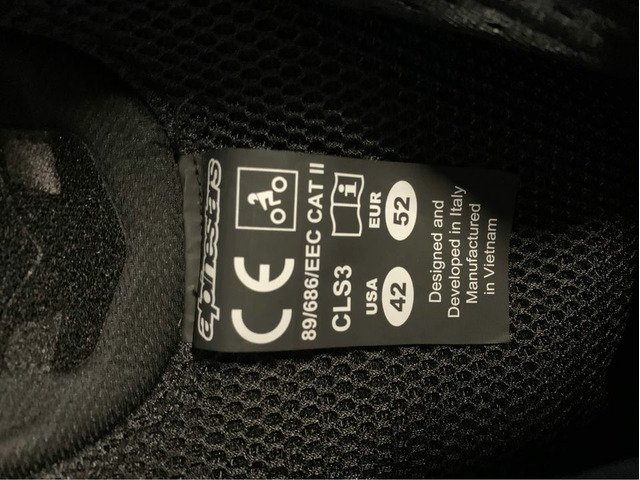 alpinestars
CE
89/686/EEC CAT II
CLS3 i
USA EUR
42 52
Designed and
Developed in Italy
Manufactured
in Vietnam